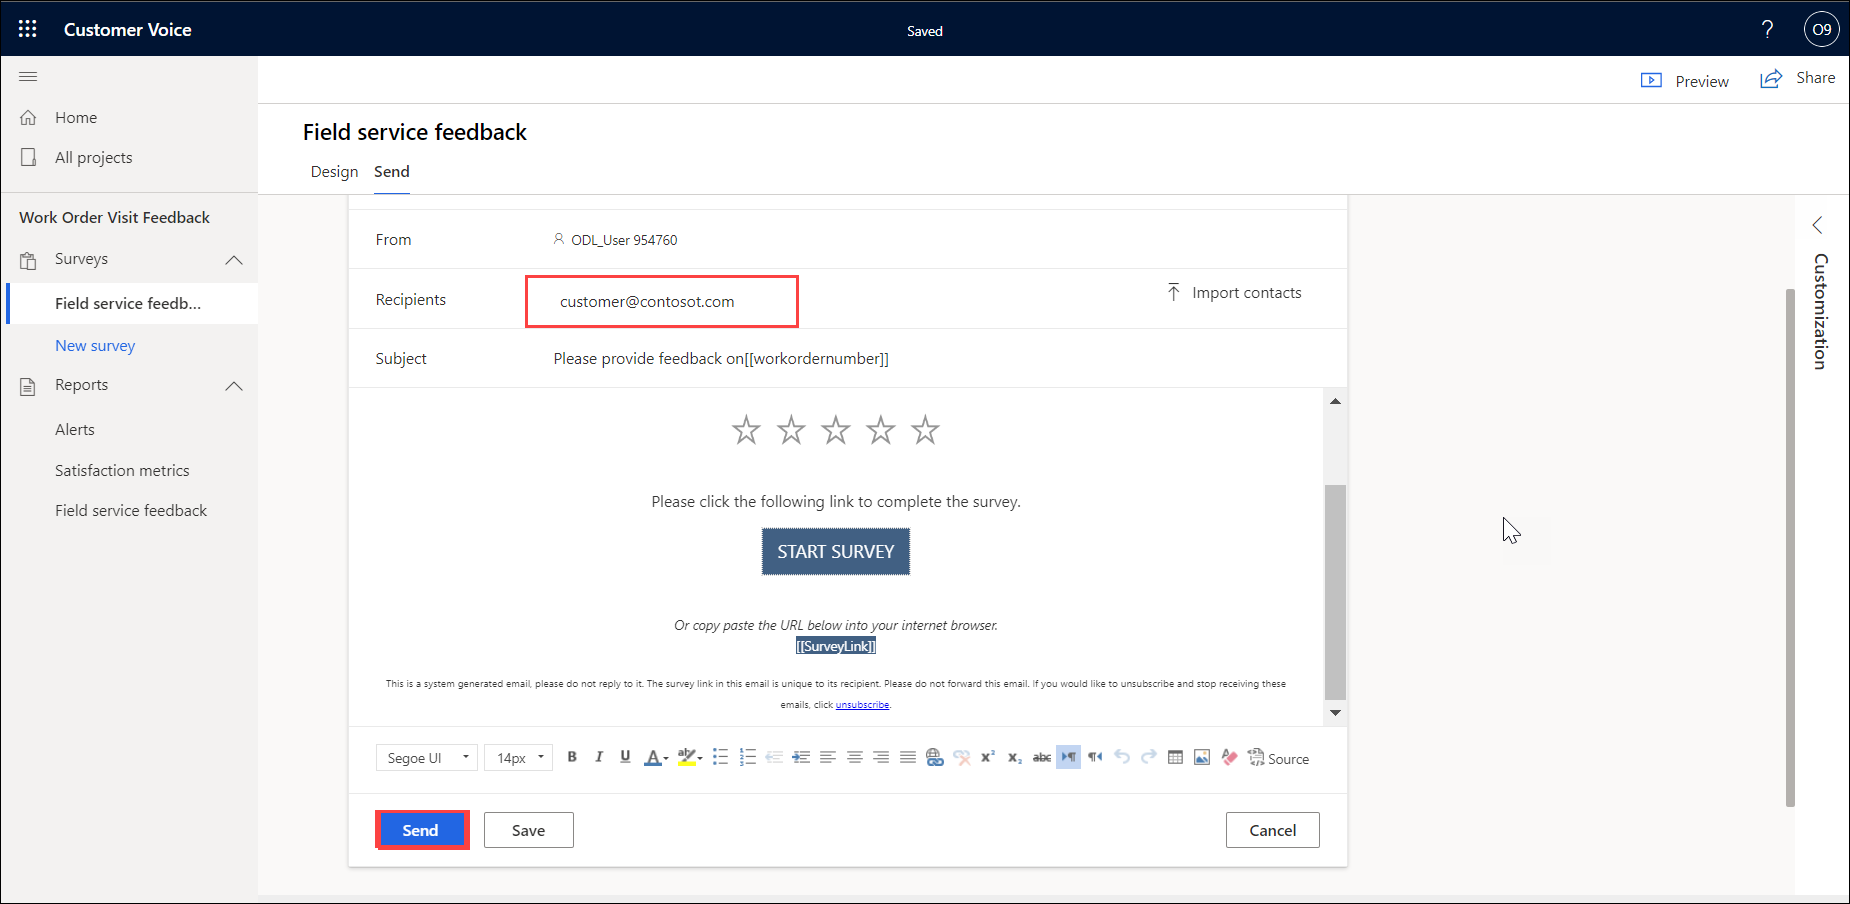 Customer Voice
Saved
?
O9
Preview
Share
Home
All projects
Field service feedback
Design
Send
Work Order Visit Feedback
Surveys
Field service feedb...
New survey
Reports
Alerts
Satisfaction metrics
Field service feedback
From
ODL_User 954760
Recipients
customer@contosot.com
Import contacts
Subject
Please provide feedback on[[workordernumber]]
Please click the following link to complete the survey.
START SURVEY
Or copy paste the URL below into your internet browser.
[[SurveyLink]]
This is a system generated email, please do not reply to it. The survey link in this email is unique to its recipient. Please do not forward this email. If you would like to unsubscribe and stop receiving these
emails, click unsubscribe.
Segoe UI
14px
B I U A ab x² x₂ abc
Source
Send
Save
Cancel
Customization